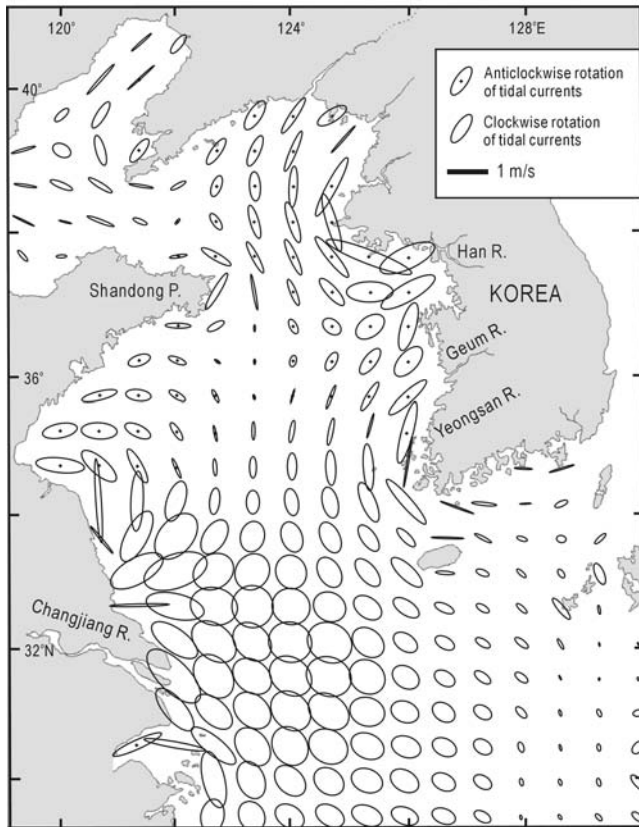 120°
124°
128°E
40°
Anticlockwise rotation
of tidal currents
Clockwise rotation
of tidal currents
1 m/s
Han R.
Shandong P.
KOREA
Geum R.
36°
Yeongsan R.
Changjiang R.
32°N